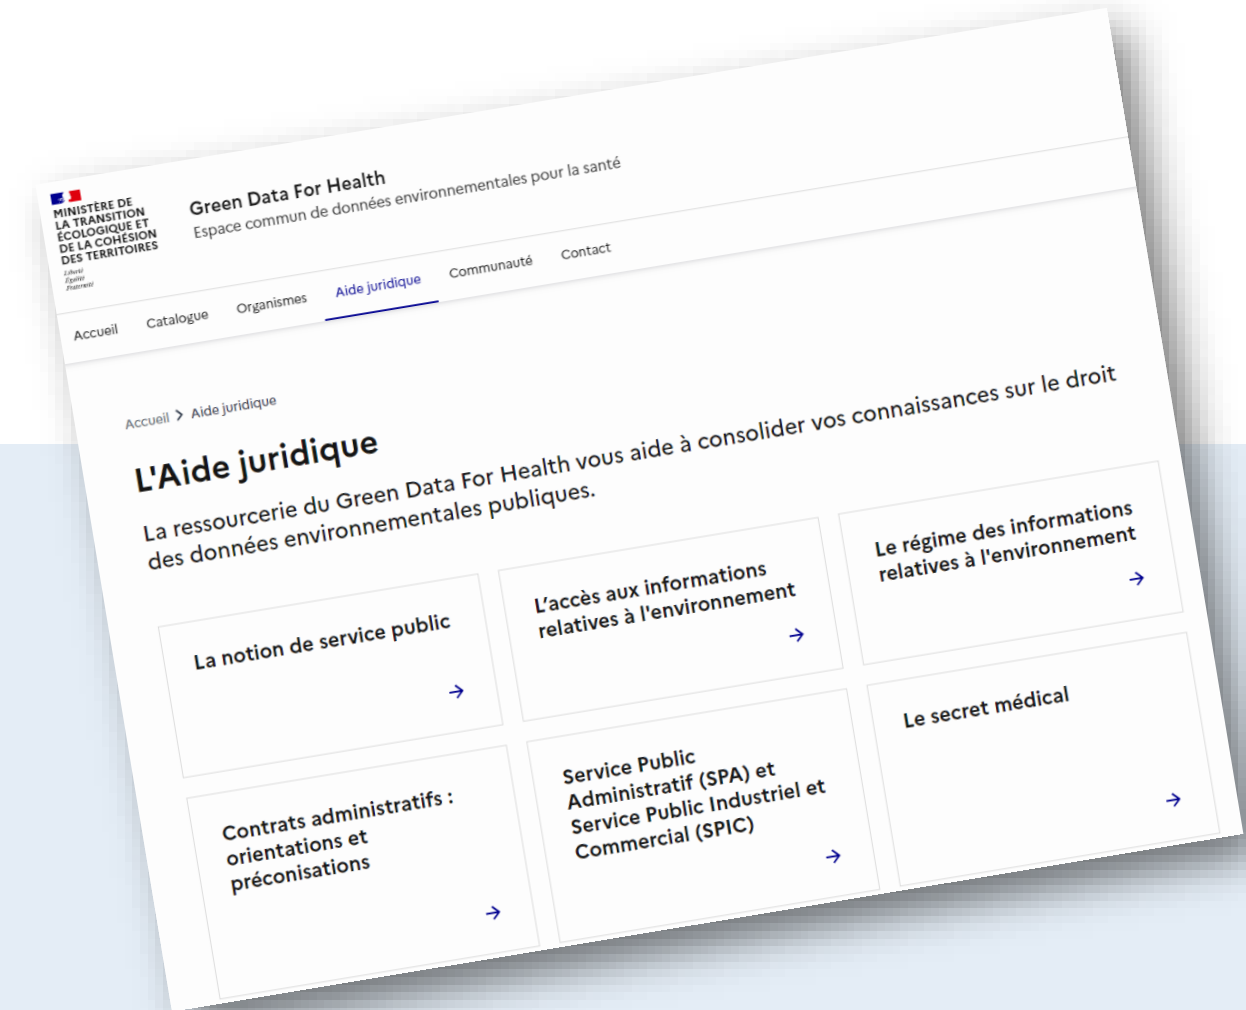 MINISTÈRE DE
LA TRANSITION
ÉCOLOGIQUE ET
DE LA COHÉSION
DES TERRITOIRES
Liberté
Égalité
Fraternité
Green Data For Health
Espace commun de données environnementales pour la santé
Accueil Catalogue Organismes Aide juridique Communauté Contact
Accueil > Aide juridique
L'Aide juridique
La ressourcerie du Green Data For Health vous aide à consolider vos connaissances sur le droit
des données environnementales publiques.
La notion de service public
L’accès aux informations
relatives à l'environnement
Le régime des informations
relatives à l'environnement
Contrats administratifs :
orientations et
préconisations
Service Public
Administratif (SPA) et
Service Public Industriel et
Commercial (SPIC)
Le secret médical